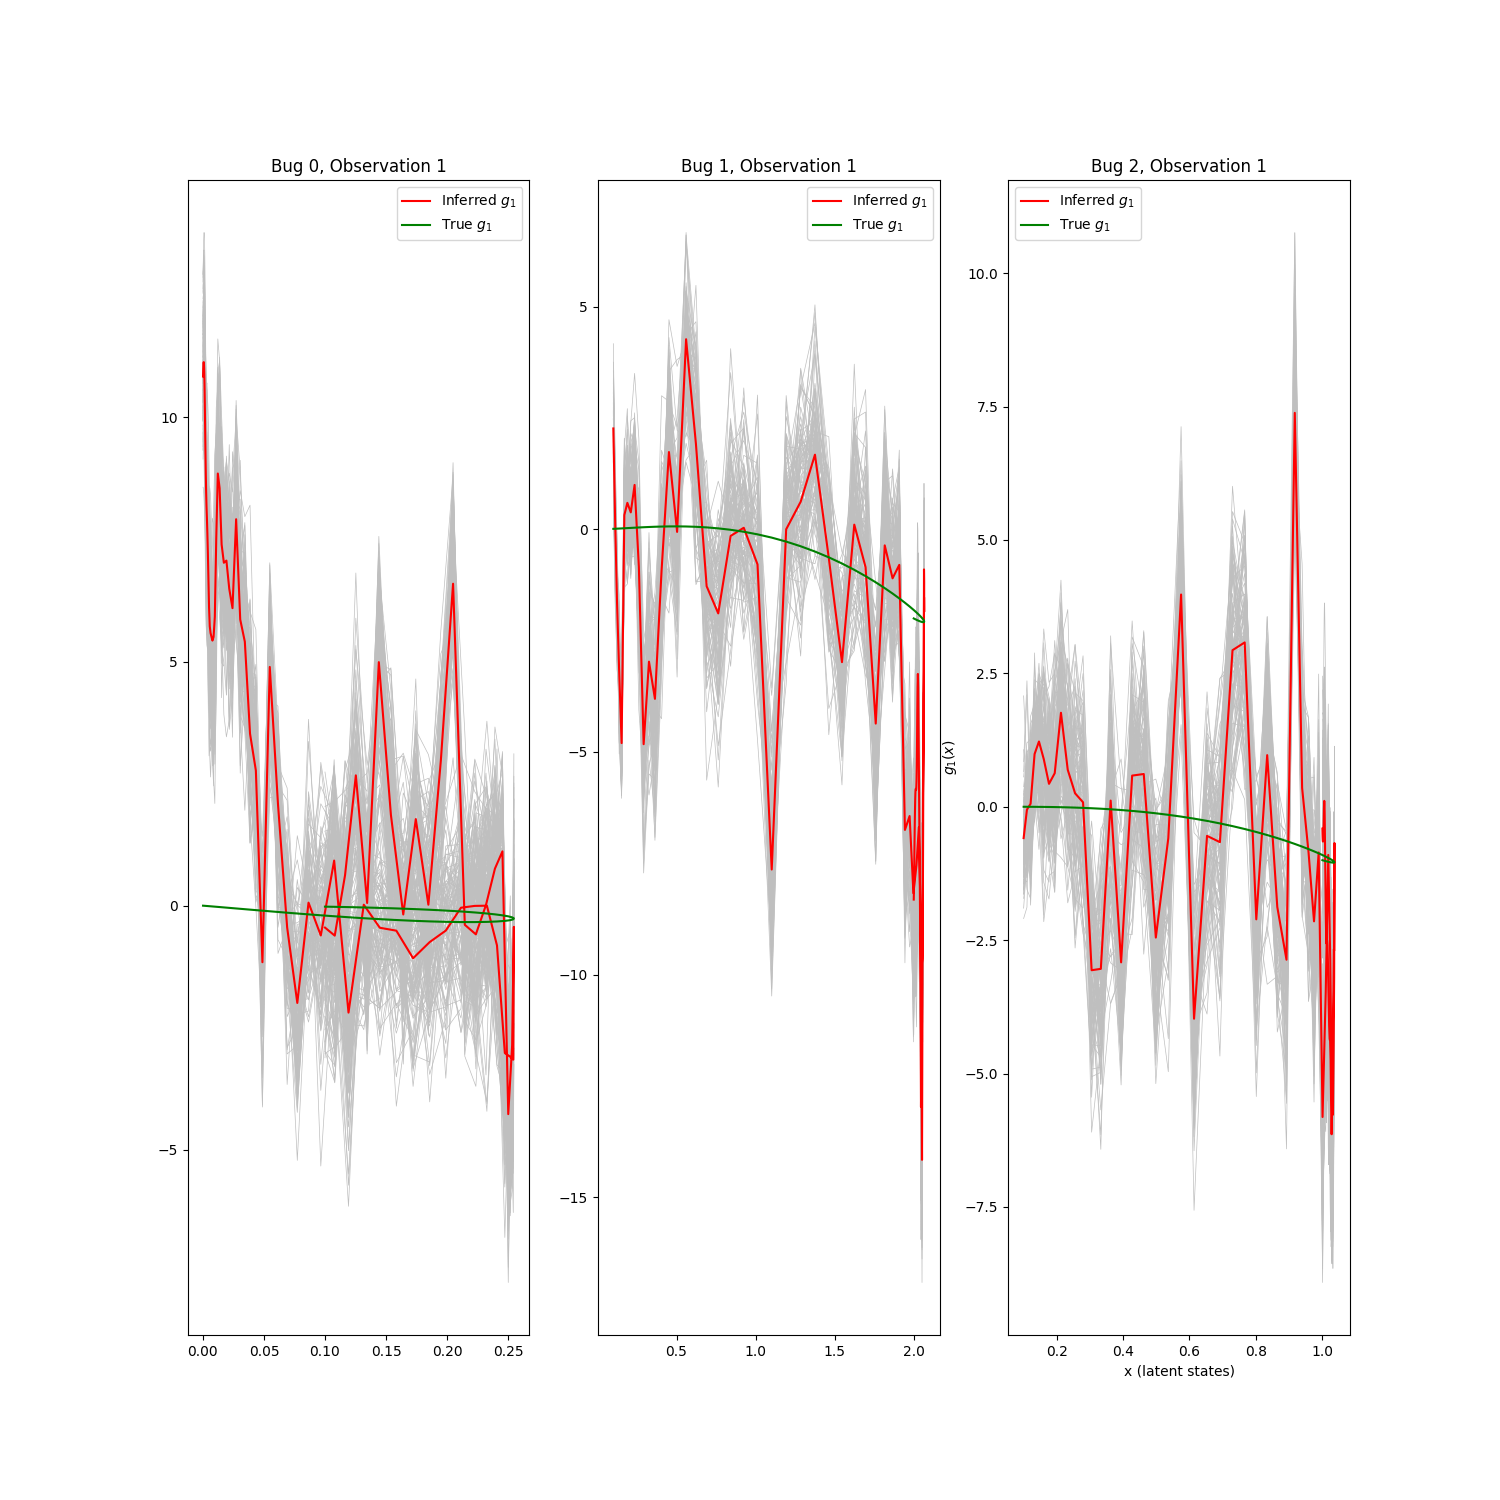 Bug 0, Observation 1
Inferred g₁
True g₁
10
5
0
−5
0.00 0.05 0.10 0.15 0.20 0.25
Bug 1, Observation 1
Inferred g₁
True g₁
5
0
−5
−10
−15
0.5 1.0 1.5 2.0
Bug 2, Observation 1
Inferred g₁
True g₁
g₁(x)
10.0
7.5
5.0
2.5
0.0
−2.5
−5.0
−7.5
0.2 0.4 0.6 0.8 1.0
x (latent states)